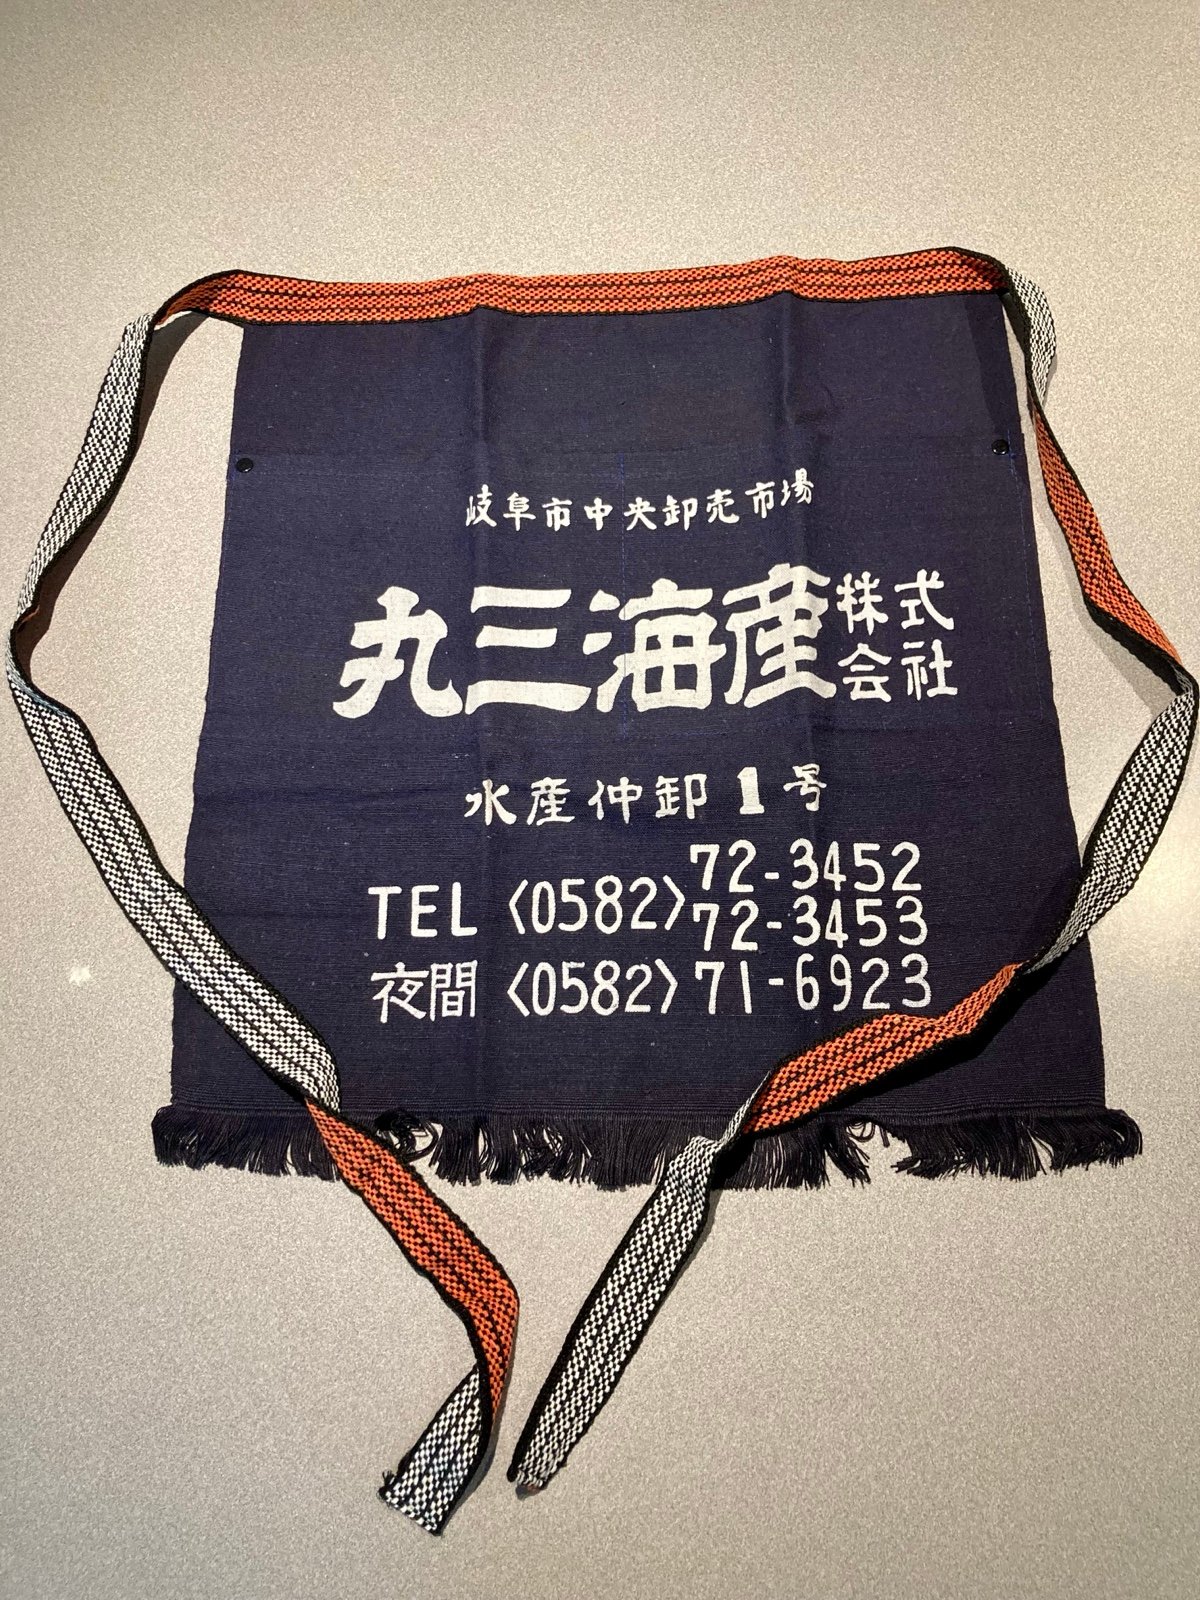 岐阜市中央卸売市場
丸三海産株式会社
水産仲卸1号
TEL〈0582〉72-3452
72-3453
夜間〈0582〉71-6923